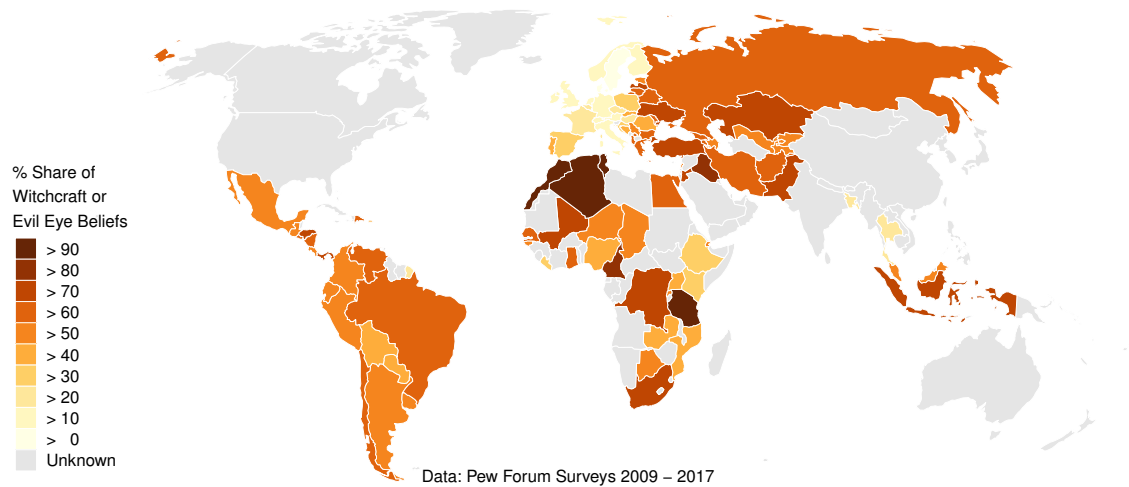 % Share of
Witchcraft or
Evil Eye Beliefs
> 90
> 80
> 70
> 60
> 50
> 40
> 30
> 20
> 10
> 0
Unknown
Data: Pew Forum Surveys 2009 − 2017